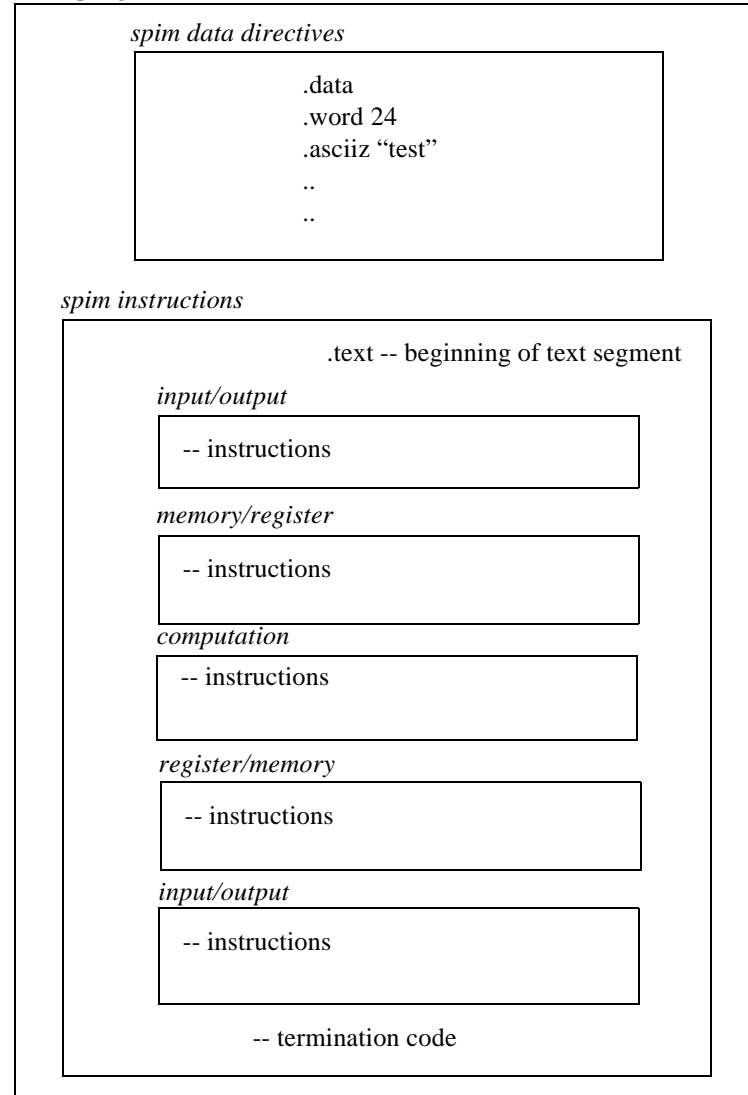 spim data directives
.data
.word 24
.asciiz “test”
..
..
spim instructions
.text -- beginning of text segment
input/output
-- instructions
memory/register
-- instructions
computation
-- instructions
register/memory
-- instructions
input/output
-- instructions
-- termination code